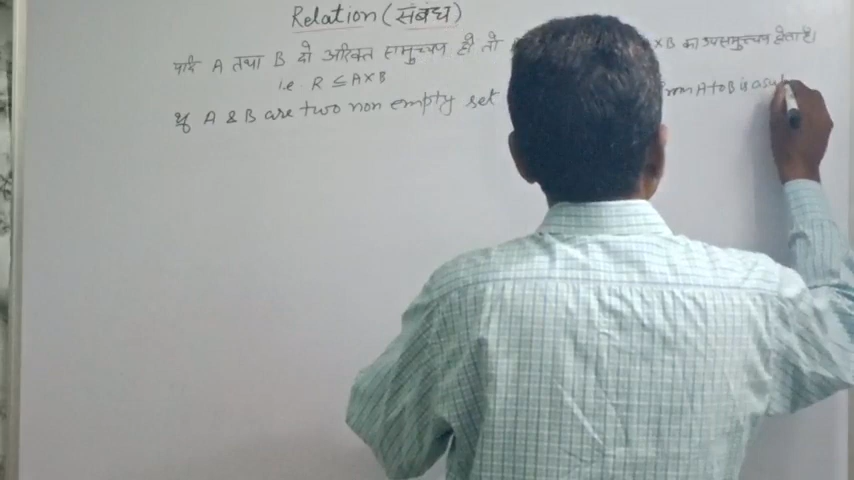 Relation (संबंध)
यदि A तथा B दो अरिक्त समुच्चय हो तो ×B का उपसमुच्चय होता है।
i.e. R ⊆ A×B
If A & B are two non empty set from A to B is a sub